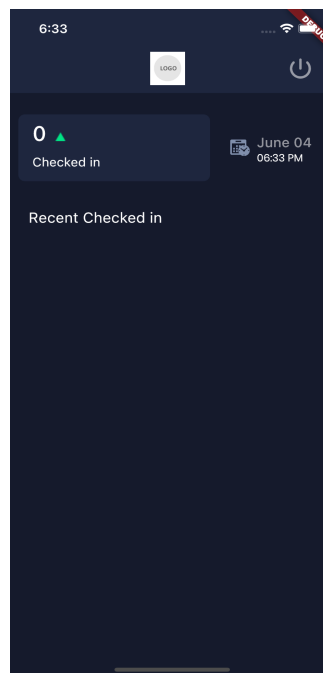 6:33
DEBUG
LOGO
0
Checked in
June 04
06:33 PM
Recent Checked in